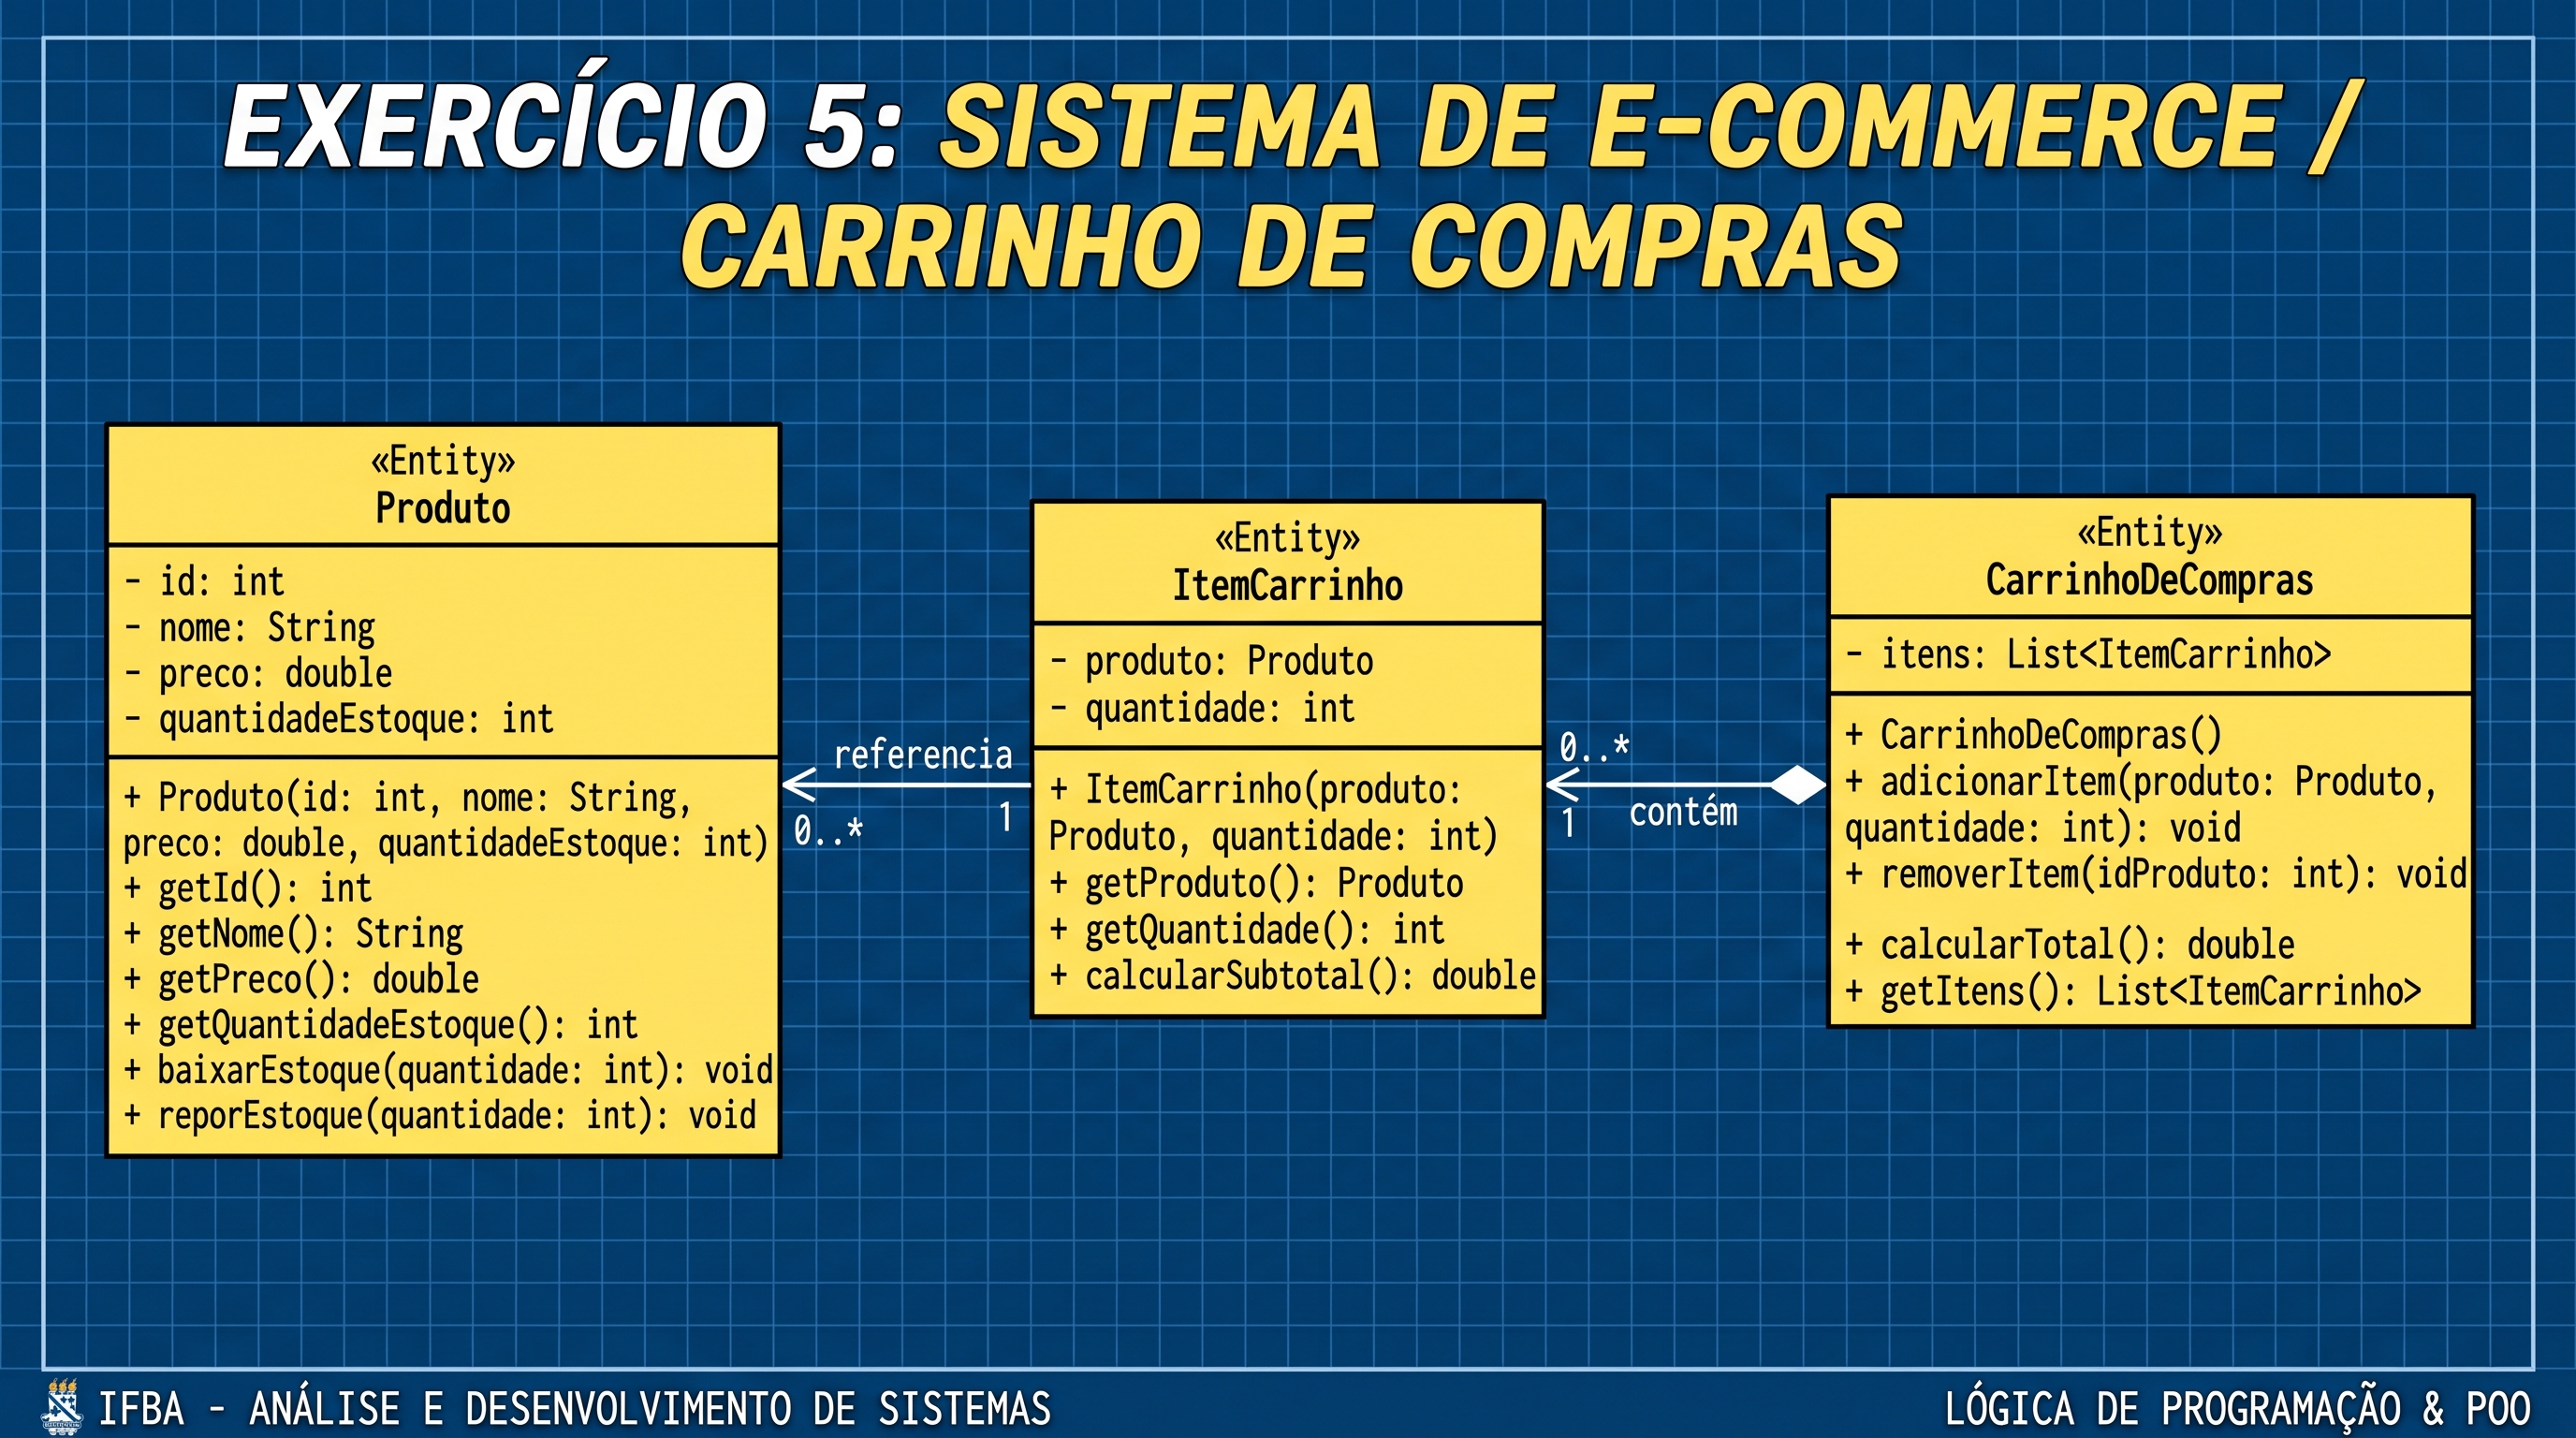 EXERCÍCIO 5: SISTEMA DE E-COMMERCE /
CARRINHO DE COMPRAS
«Entity»
Produto
- id: int
- nome: String
- preco: double
- quantidadeEstoque: int
+ Produto(id: int, nome: String,
preco: double, quantidadeEstoque: int)
+ getId(): int
+ getNome(): String
+ getPreco(): double
+ getQuantidadeEstoque(): int
+ baixarEstoque(quantidade: int): void
+ reporEstoque(quantidade: int): void
referencia
0..*
1
«Entity»
ItemCarrinho
- produto: Produto
- quantidade: int
+ ItemCarrinho(produto:
Produto, quantidade: int)
+ getProduto(): Produto
+ getQuantidade(): int
+ calcularSubtotal(): double
0..*
1
contém
«Entity»
CarrinhoDeCompras
- itens: List<ItemCarrinho>
+ CarrinhoDeCompras()
+ adicionarItem(produto: Produto,
quantidade: int): void
+ removerItem(idProduto: int): void
+ calcularTotal(): double
+ getItens(): List<ItemCarrinho>
IFBA - ANÁLISE E DESENVOLVIMENTO DE SISTEMAS
LÓGICA DE PROGRAMAÇÃO & POO